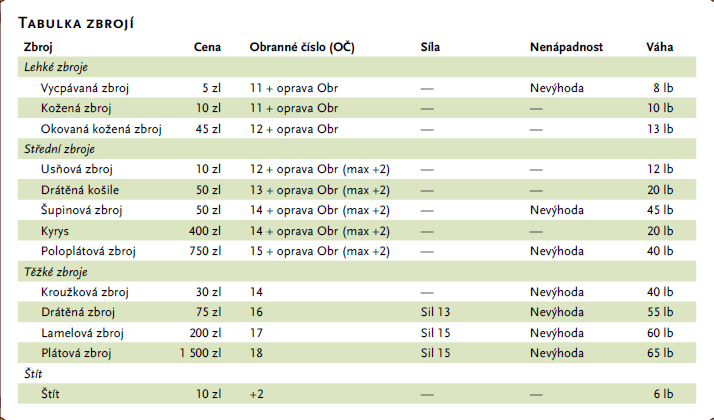 Tabulka zbrojí
Zbroj Cena Obranné číslo (OČ) Síla Nenápadnost Váha
Lehké zbroje
Vycpávaná zbroj 5 zl 11 + oprava Obr — Nevýhoda 8 lb
Kožená zbroj 10 zl 11 + oprava Obr — — 10 lb
Okovaná kožená zbroj 45 zl 12 + oprava Obr — — 13 lb
Střední zbroje
Usňová zbroj 10 zl 12 + oprava Obr (max +2) — — 12 lb
Drátěná košile 50 zl 13 + oprava Obr (max +2) — — 20 lb
Šupinová zbroj 50 zl 14 + oprava Obr (max +2) — Nevýhoda 45 lb
Kyrys 400 zl 14 + oprava Obr (max +2) — — 20 lb
Poloplátová zbroj 750 zl 15 + oprava Obr (max +2) — Nevýhoda 40 lb
Těžké zbroje
Kroužková zbroj 30 zl 14 — Nevýhoda 40 lb
Drátěná zbroj 75 zl 16 Sil 13 Nevýhoda 55 lb
Lamelová zbroj 200 zl 17 Sil 15 Nevýhoda 60 lb
Plátová zbroj 1 500 zl 18 Sil 15 Nevýhoda 65 lb
Štít
Štít 10 zl +2 — — 6 lb